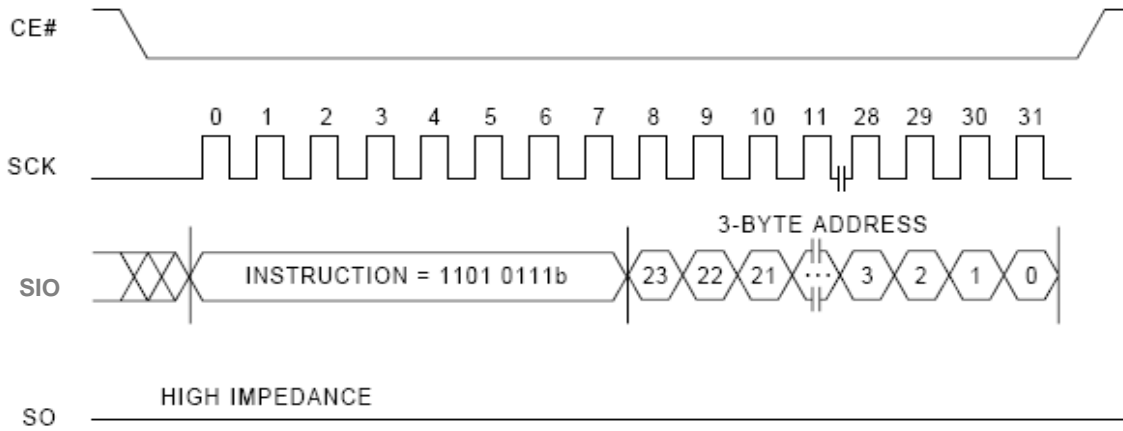 CE#
0 1 2 3 4 5 6 7 8 9 10 11 28 29 30 31
SCK
3-BYTE ADDRESS
SIO INSTRUCTION = 1101 0111b 23 22 21 ... 3 2 1 0
HIGH IMPEDANCE
SO